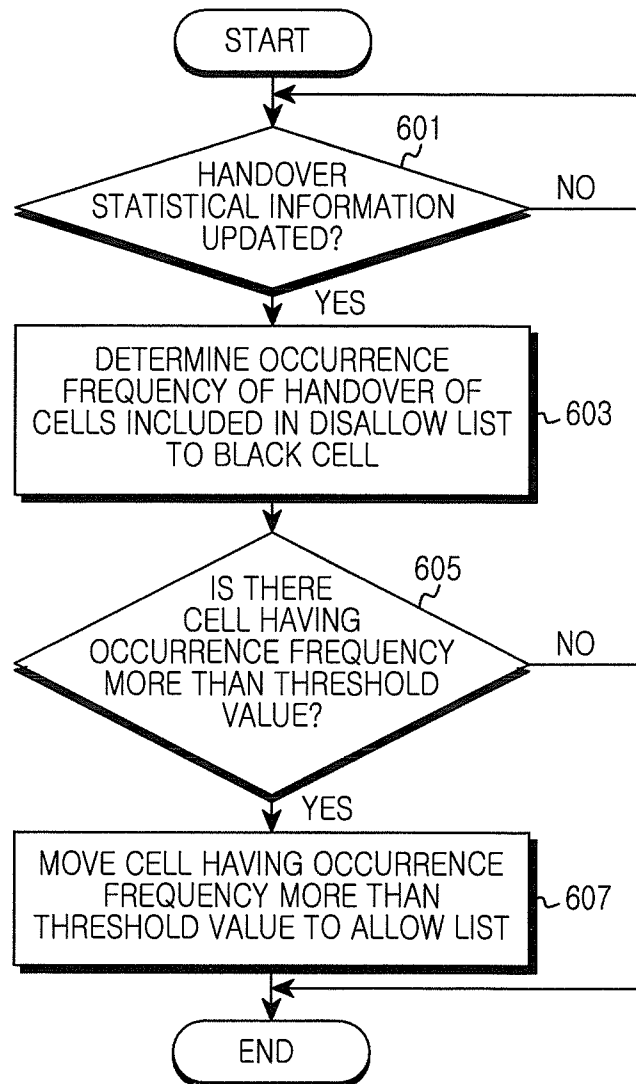 START
601
HANDOVER
STATISTICAL INFORMATION
UPDATED?
NO
YES
DETERMINE OCCURRENCE
FREQUENCY OF HANDOVER OF
CELLS INCLUDED IN DISALLOW LIST
TO BLACK CELL
603
605
IS THERE
CELL HAVING
OCCURRENCE FREQUENCY
MORE THAN THRESHOLD
VALUE?
NO
YES
MOVE CELL HAVING OCCURRENCE
FREQUENCY MORE THAN
THRESHOLD VALUE TO ALLOW LIST
607
END